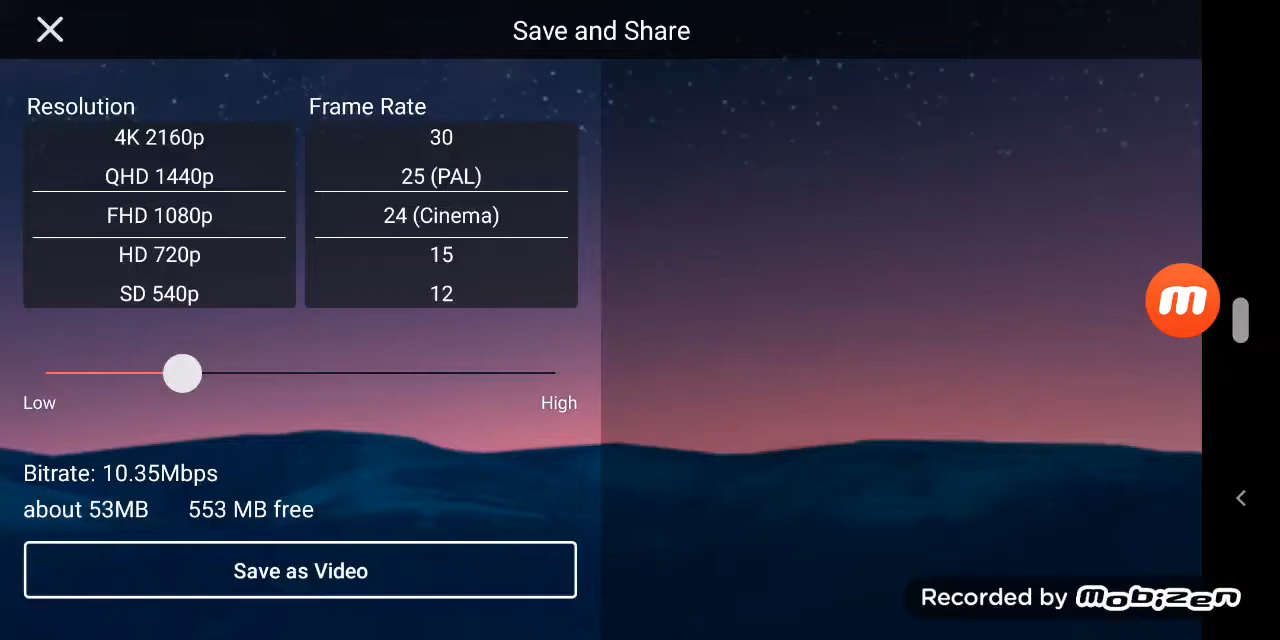 Save and Share
Resolution
4K 2160p
QHD 1440p
FHD 1080p
HD 720p
SD 540p
Frame Rate
30
25 (PAL)
24 (Cinema)
15
12
Low
High
Bitrate: 10.35Mbps
about 53MB 553 MB free
Save as Video
m
Recorded by mobizen